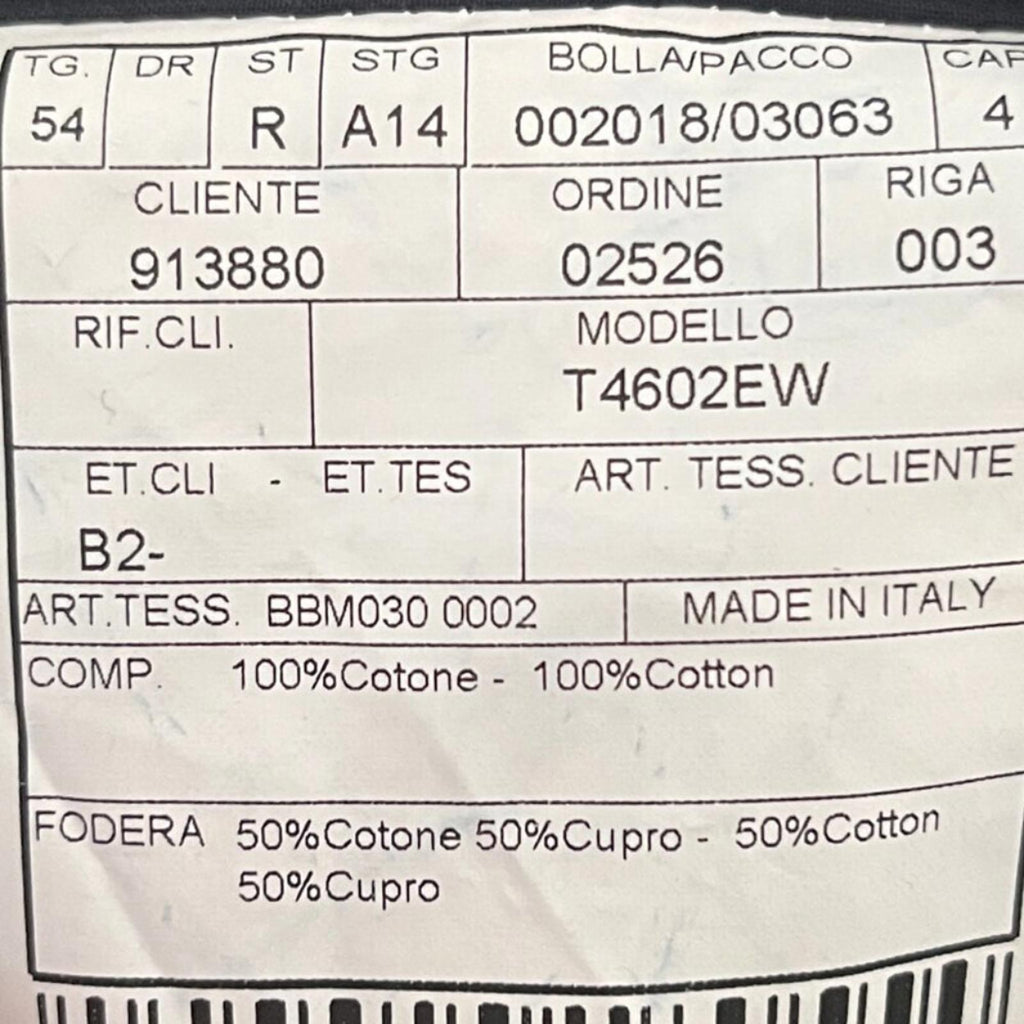 TG. DR ST STG BOLLA/PACCO CAP
54 R A14 002018/03063 4
CLIENTE ORDINE RIGA
913880 02526 003
RIF.CLI. MODELLO
T4602EW
ET.CLI - ET.TES ART. TESS. CLIENTE
B2-
ART.TESS. BBM030 0002 MADE IN ITALY
COMP. 100%Cotone - 100%Cotton
FODERA 50%Cotone 50%Cupro - 50%Cotton
50%Cupro